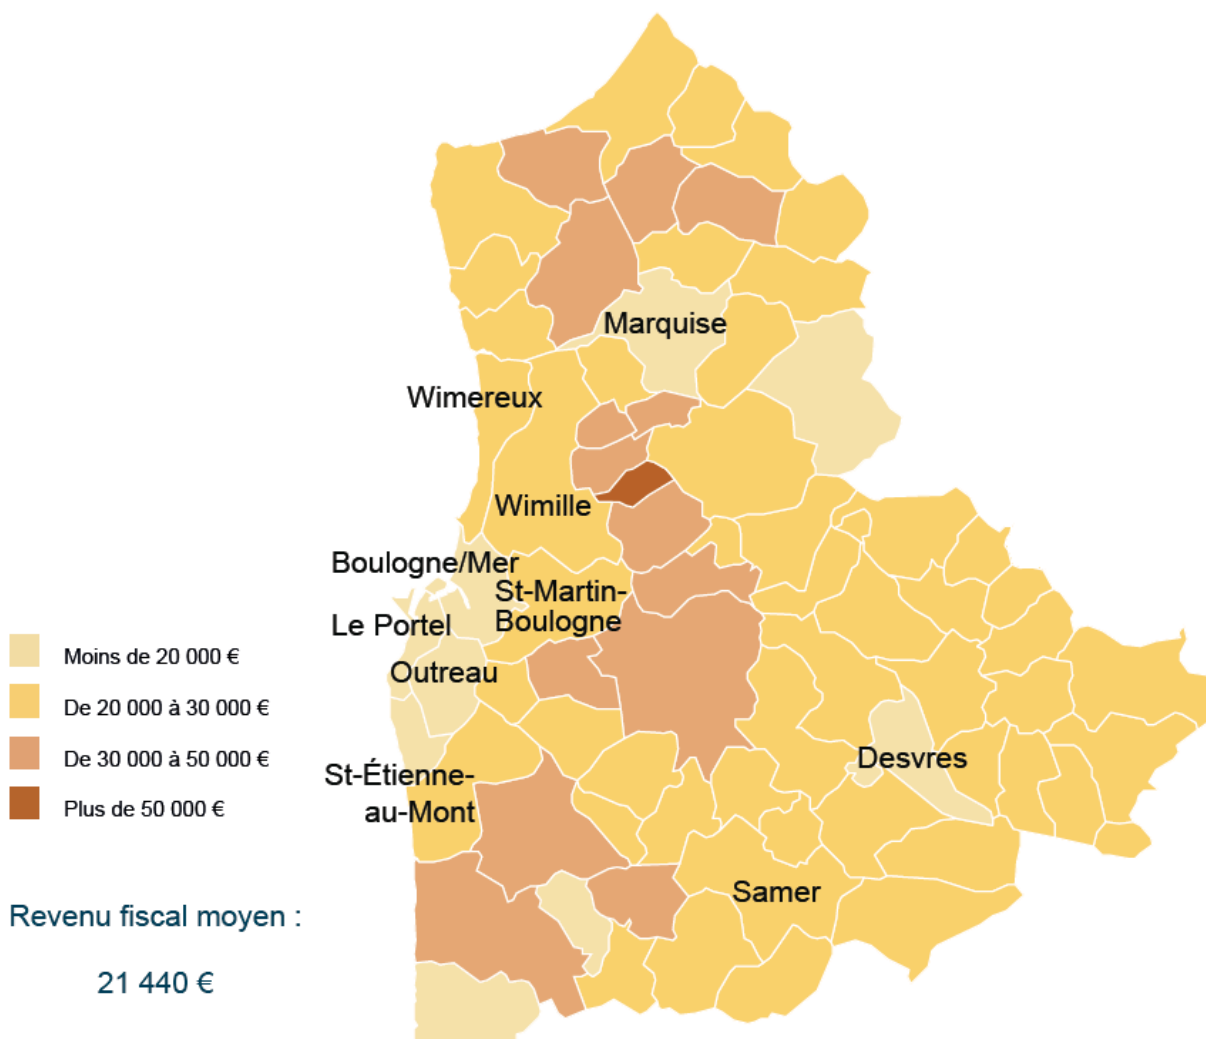 Marquise
Wimereux
Wimille
Boulogne/Mer
St-Martin-
Boulogne
Le Portel
Outreau
Moins de 20 000 €
De 20 000 à 30 000 €
De 30 000 à 50 000 €
Plus de 50 000 €
Desvres
St-Étienne-
au-Mont
Samer
Revenu fiscal moyen :
21 440 €